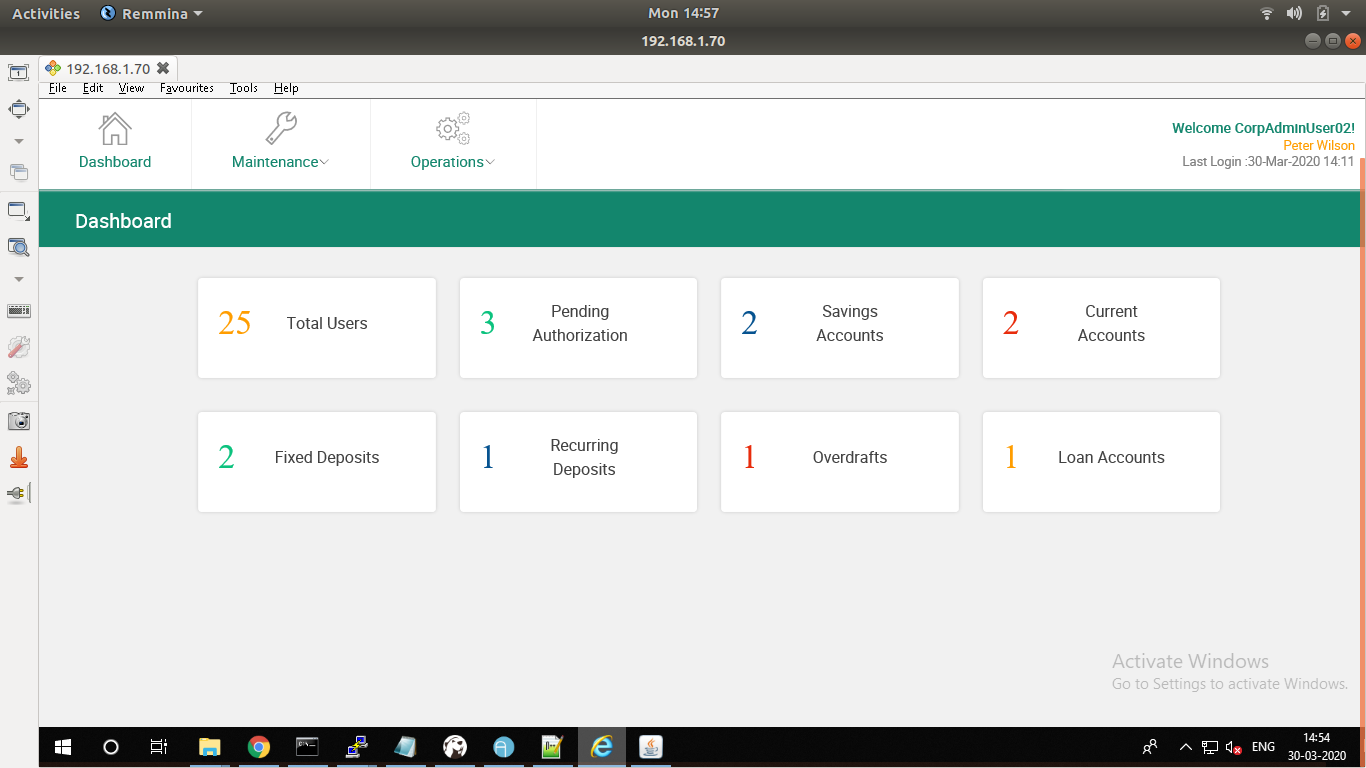 Activities Remmina Mon 14:57
192.168.1.70
192.168.1.70
File Edit View Favourites Tools Help
Dashboard Maintenance Operations
Welcome CorpAdminUser02!
Peter Wilson
Last Login :30-Mar-2020 14:11
Dashboard
25 Total Users
3 Pending
Authorization
2 Savings
Accounts
2 Current
Accounts
2 Fixed Deposits
1 Recurring
Deposits
1 Overdrafts
1 Loan Accounts
Activate Windows
Go to Settings to activate Windows.
ENG
14:54
30-03-2020